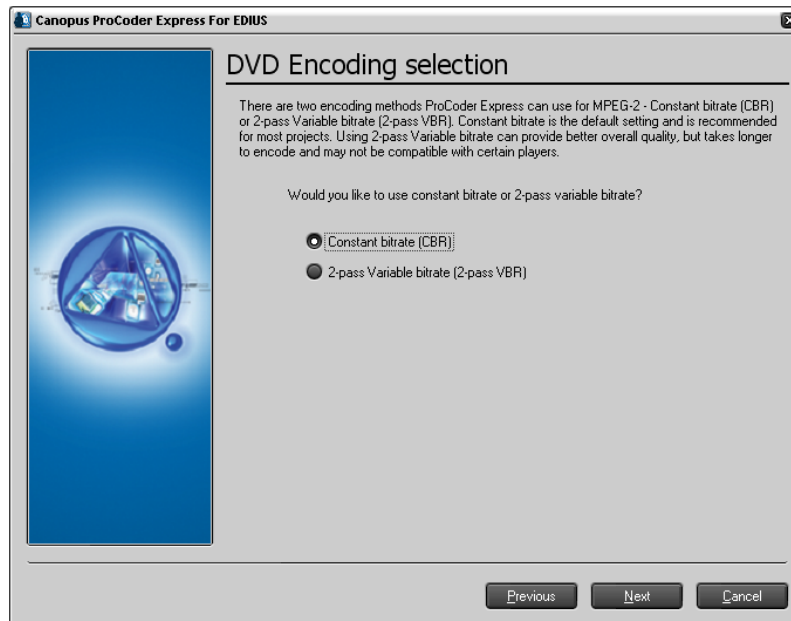 Canopus ProCoder Express For EDIUS
DVD Encoding selection
There are two encoding methods ProCoder Express can use for MPEG-2 - Constant bitrate (CBR)
or 2-pass Variable bitrate (2-pass VBR). Constant bitrate is the default setting and is recommended
for most projects. Using 2-pass Variable bitrate can provide better overall quality, but takes longer
to encode and may not be compatible with certain players.
Would you like to use constant bitrate or 2-pass variable bitrate?
Constant bitrate (CBR)
2-pass Variable bitrate (2-pass VBR)
Previous Next Cancel